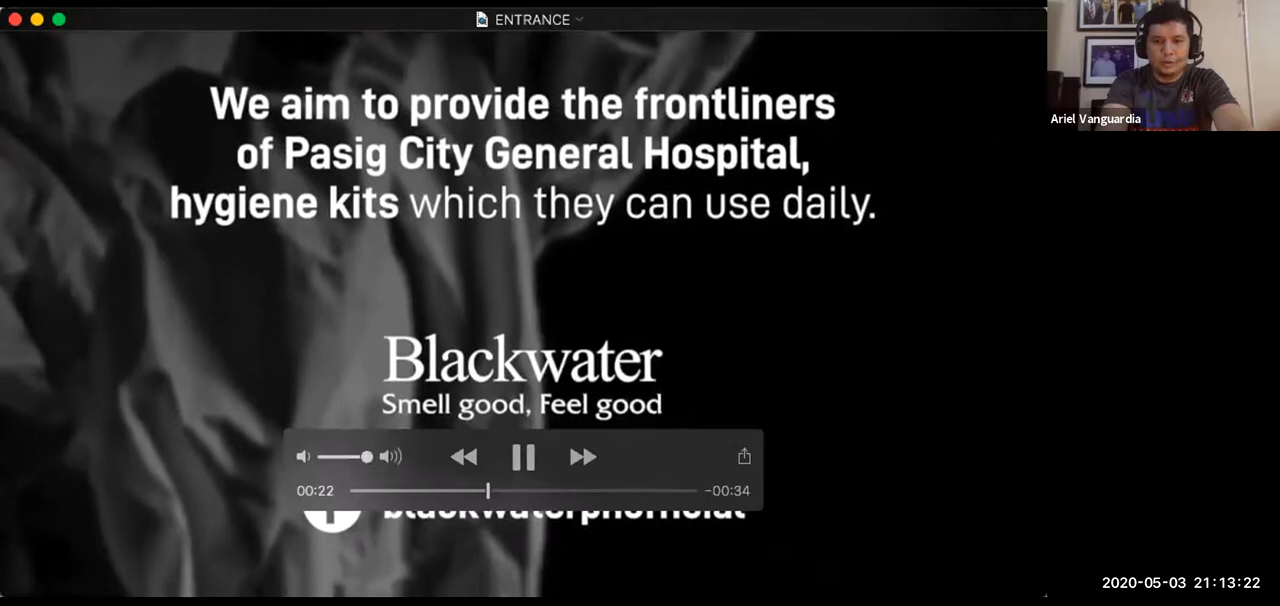 ENTRANCE
We aim to provide the frontliners
of Pasig City General Hospital,
hygiene kits which they can use daily.
Blackwater
Smell good, Feel good
00:22
-00:34
Ariel Vanguardia
2020-05-03 21:13:22